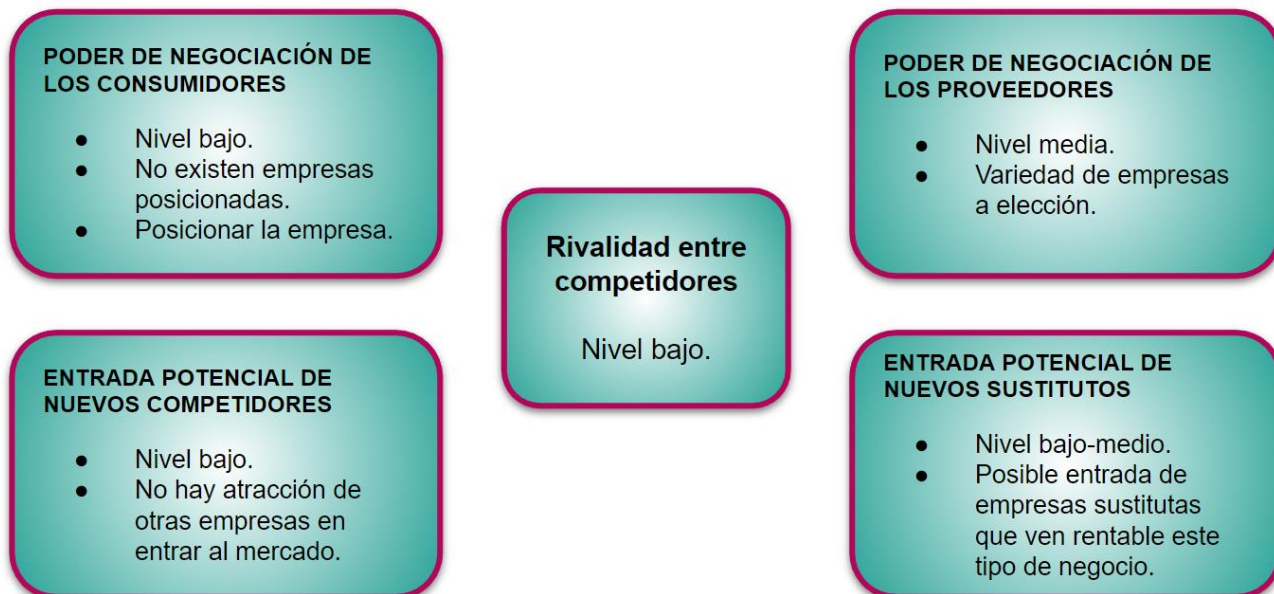 PODER DE NEGOCIACIÓN DE
LOS CONSUMIDORES
● Nivel bajo.
● No existen empresas
posicionadas.
● Posicionar la empresa.
PODER DE NEGOCIACIÓN DE
LOS PROVEEDORES
● Nivel media.
● Variedad de empresas
a elección.
Rivalidad entre
competidores
Nivel bajo.
ENTRADA POTENCIAL DE
NUEVOS COMPETIDORES
● Nivel bajo.
● No hay atracción de
otras empresas en
entrar al mercado.
ENTRADA POTENCIAL DE
NUEVOS SUSTITUTOS
● Nivel bajo-medio.
● Posible entrada de
empresas sustitutas
que ven rentable este
tipo de negocio.